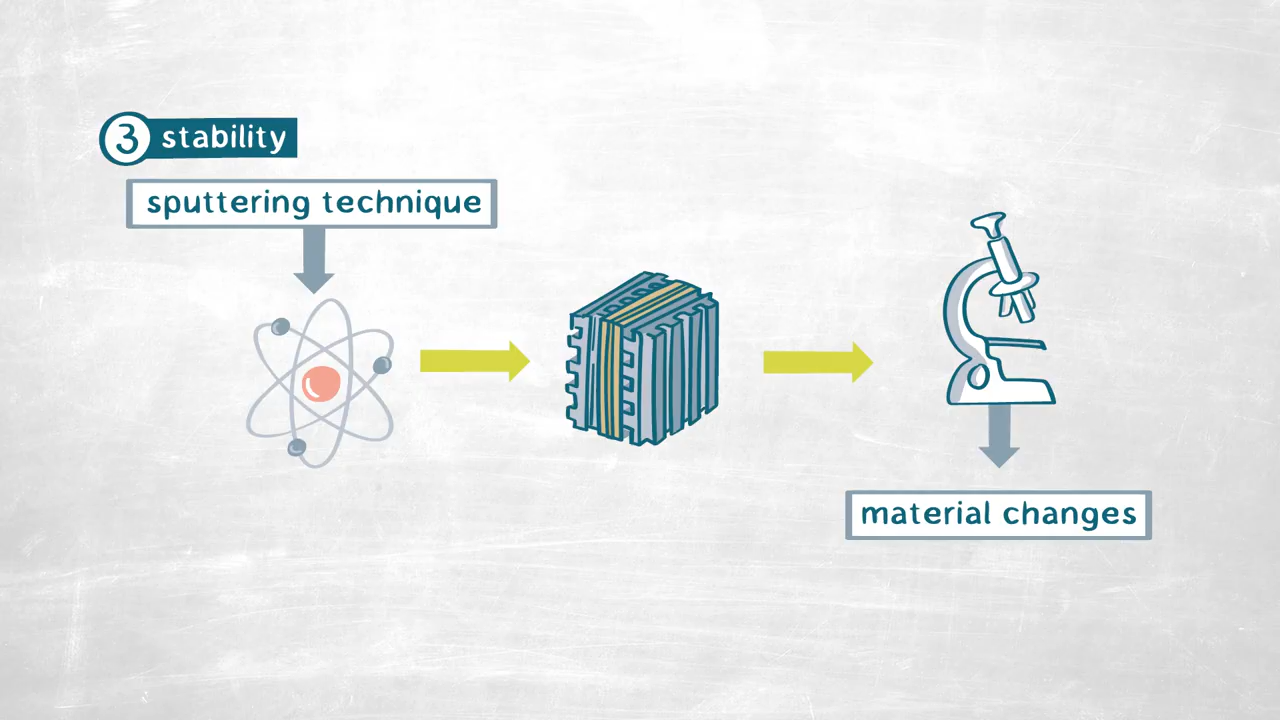 3 stability
sputtering technique
material changes